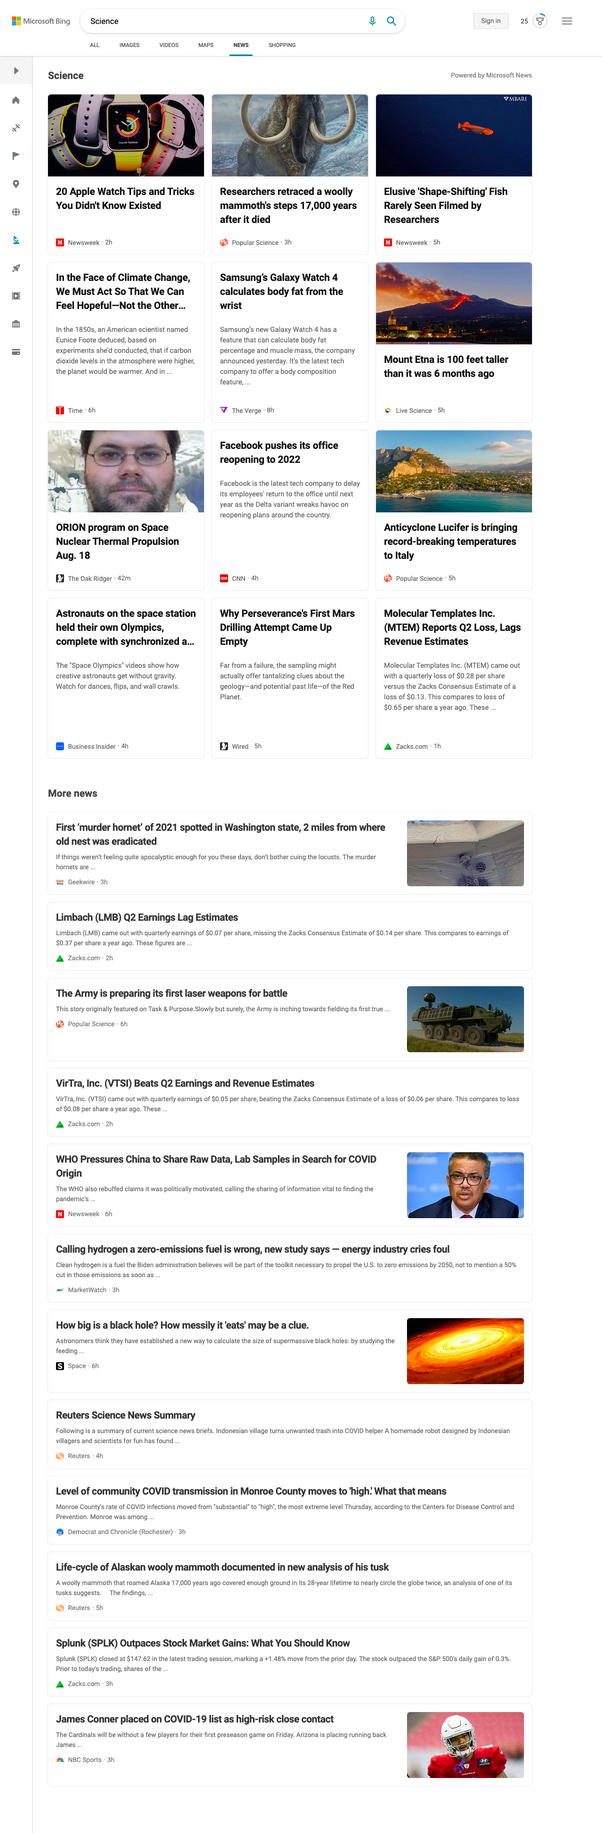 Microsoft Bing
Science
Sign in
25
ALL
IMAGES
VIDEOS
MAPS
NEWS
SHOPPING
Science
Powered by Microsoft News
MBARI
20 Apple Watch Tips and Tricks
You Didn't Know Existed
Newsweek · 2h
Researchers retraced a woolly
mammoth's steps 17,000 years
after it died
Popular Science · 3h
Elusive 'Shape-Shifting' Fish
Rarely Seen Filmed by
Researchers
Newsweek · 5h
In the Face of Climate Change,
We Must Act So That We Can
Feel Hopeful—Not the Other...
In the 1850s, an American scientist named
Eunice Foote deduced, based on
experiments she'd conducted, that if carbon
dioxide levels in the atmosphere were higher,
the planet would be warmer. And in ...
Time · 6h
Samsung's Galaxy Watch 4
calculates body fat from the
wrist
Samsung's new Galaxy Watch 4 has a
feature that can calculate body fat
percentage and muscle mass, the company
announced yesterday. It's the latest tech
company to offer a body composition
feature, ...
The Verge · 8h
Mount Etna is 100 feet taller
than it was 6 months ago
Live Science · 5h
ORION program on Space
Nuclear Thermal Propulsion
Aug. 18
The Oak Ridger · 42m
Facebook pushes its office
reopening to 2022
Facebook is the latest tech company to delay
its employees' return to the office until next
year as the Delta variant wreaks havoc on
reopening plans around the country.
CNN · 4h
Anticyclone Lucifer is bringing
record-breaking temperatures
to Italy
Popular Science · 5h
Astronauts on the space station
held their own Olympics,
complete with synchronized a...
The "Space Olympics" videos show how
creative astronauts get without gravity.
Watch for dances, flips, and wall crawls.
Business Insider · 4h
Why Perseverance's First Mars
Drilling Attempt Came Up
Empty
Far from a failure, the sampling might
actually offer tantalizing clues about the
geology—and potential past life—of the Red
Planet.
Wired · 5h
Molecular Templates Inc.
(MTEM) Reports Q2 Loss, Lags
Revenue Estimates
Molecular Templates Inc. (MTEM) came out
with a quarterly loss of $0.28 per share
versus the Zacks Consensus Estimate of a
loss of $0.13. This compares to loss of
$0.65 per share a year ago. These ...
Zacks.com · 1h
More news
First 'murder hornet' of 2021 spotted in Washington state, 2 miles from where
old nest was eradicated
If things weren't feeling quite apocalyptic enough for you these days, don't bother cuing the locusts. The murder
hornets are ...
Geekwire · 3h
Limbach (LMB) Q2 Earnings Lag Estimates
Limbach (LMB) came out with quarterly earnings of $0.07 per share, missing the Zacks Consensus Estimate of $0.14 per share. This compares to earnings of
$0.37 per share a year ago. These figures are ...
Zacks.com · 2h
The Army is preparing its first laser weapons for battle
This story originally featured on Task & Purpose.Slowly but surely, the Army is inching towards fielding its first true ...
Popular Science · 6h
VirTra, Inc. (VTSI) Beats Q2 Earnings and Revenue Estimates
VirTra, Inc. (VTSI) came out with quarterly earnings of $0.05 per share, beating the Zacks Consensus Estimate of a loss of $0.06 per share. This compares to loss
of $0.08 per share a year ago. These ...
Zacks.com · 2h
WHO Pressures China to Share Raw Data, Lab Samples in Search for COVID
Origin
The WHO also rebuffed claims it was politically motivated, calling the sharing of information vital to finding the
pandemic's ...
Newsweek · 6h
Calling hydrogen a zero-emissions fuel is wrong, new study says — energy industry cries foul
Clean hydrogen is a fuel the Biden administration believes will be part of the toolkit necessary to propel the U.S. to zero emissions by 2050, not to mention a 50%
cut in those emissions as soon as ...
MarketWatch · 3h
How big is a black hole? How messily it 'eats' may be a clue.
Astronomers think they have established a new way to calculate the size of supermassive black holes: by studying the
feeding ...
Space · 6h
Reuters Science News Summary
Following is a summary of current science news briefs. Indonesian village turns unwanted trash into COVID helper A homemade robot designed by Indonesian
villagers and scientists for fun has found ...
Reuters · 4h
Level of community COVID transmission in Monroe County moves to 'high.' What that means
Monroe County's rate of COVID infections moved from "substantial" to "high", the most extreme level Thursday, according to the Centers for Disease Control and
Prevention. Monroe was among ...
Democrat and Chronicle (Rochester) · 3h
Life-cycle of Alaskan wooly mammoth documented in new analysis of his tusk
A woolly mammoth that roamed Alaska 17,000 years ago covered enough ground in its 28-year lifetime to nearly circle the globe twice, an analysis of one of its
tusks suggests. The findings, ...
Reuters · 5h
Splunk (SPLK) Outpaces Stock Market Gains: What You Should Know
Splunk (SPLK) closed at $147.62 in the latest trading session, marking a +1.48% move from the prior day. The stock outpaced the S&P 500's daily gain of 0.3%.
Prior to today's trading, shares of the ...
Zacks.com · 3h
James Conner placed on COVID-19 list as high-risk close contact
The Cardinals will be without a few players for their first preseason game on Friday. Arizona is placing running back
James ...
NBC Sports · 3h